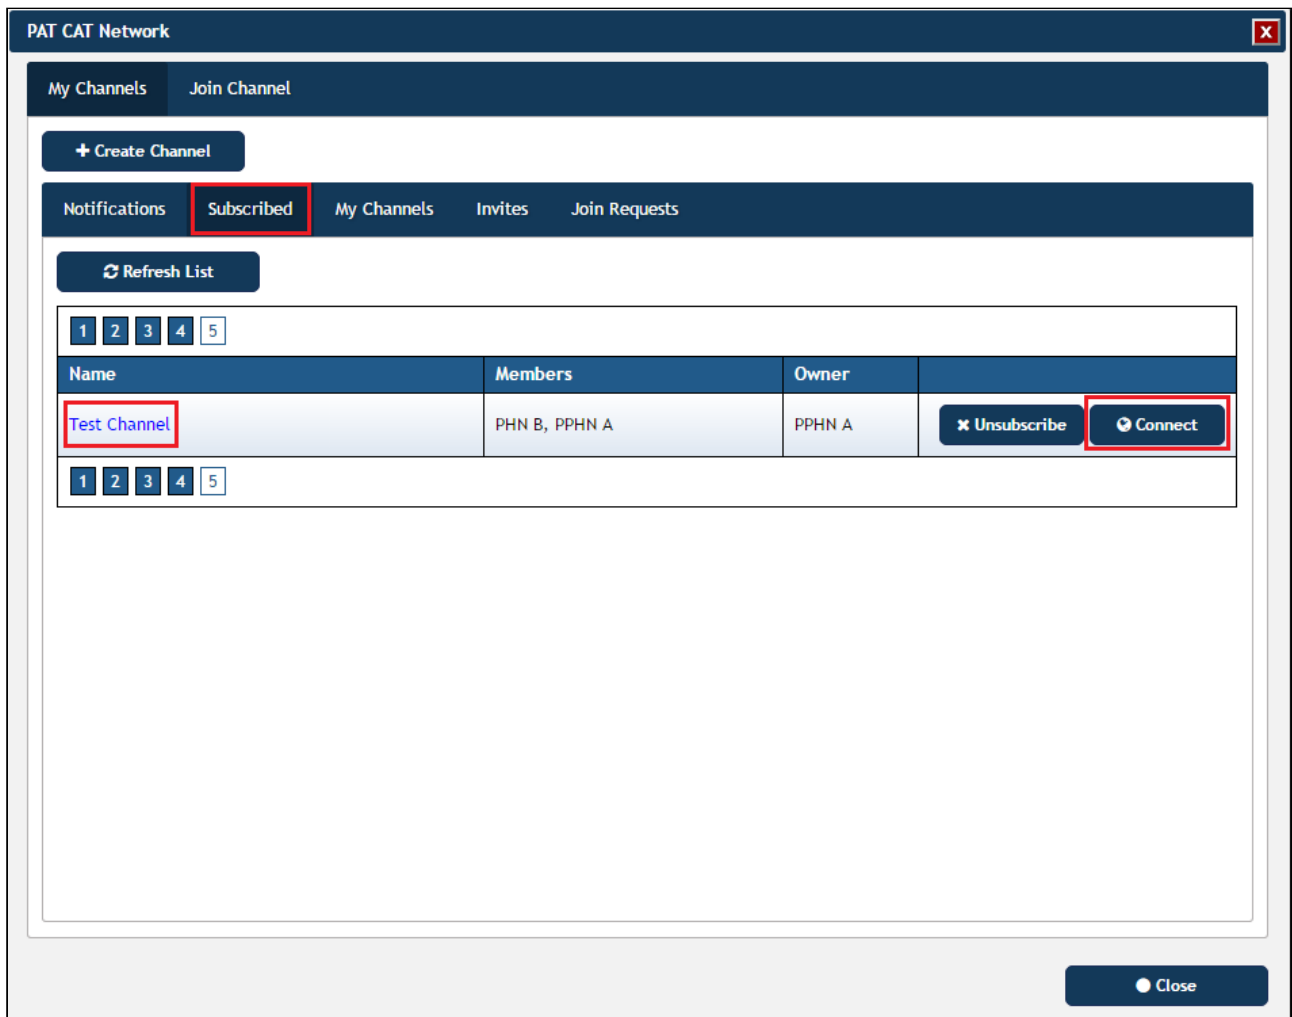 PAT CAT Network X
My Channels Join Channel
+ Create Channel
Notifications Subscribed My Channels Invites Join Requests
Refresh List
1 2 3 4 5
Name Members Owner
Test Channel PHN B, PPHN A PPHN A Unsubscribe Connect
1 2 3 4 5
Close